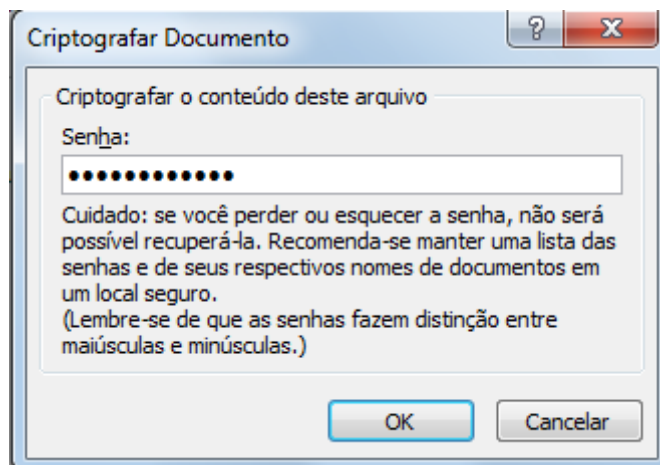 Criptografar Documento
Criptografar o conteúdo deste arquivo
Senha:
••••••••••••
Cuidado: se você perder ou esquecer a senha, não será
possível recuperá-la. Recomenda-se manter uma lista das
senhas e de seus respectivos nomes de documentos em
um local seguro.
(Lembre-se de que as senhas fazem distinção entre
maiúsculas e minúsculas.)
OK Cancelar